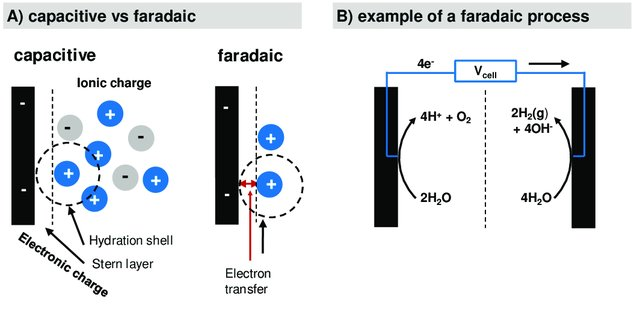 A) capacitive vs faradaic
capacitive
faradaic
Ionic charge
-
+
-
-
+
-
-
+
+
+
+
-
+
-
+
Hydration shell
Stern layer
Electronic charge
Electron
transfer
B) example of a faradaic process
4e-
Vcell
4H+ + O2
2H2O
2H2(g)
+ 4OH-
4H2O